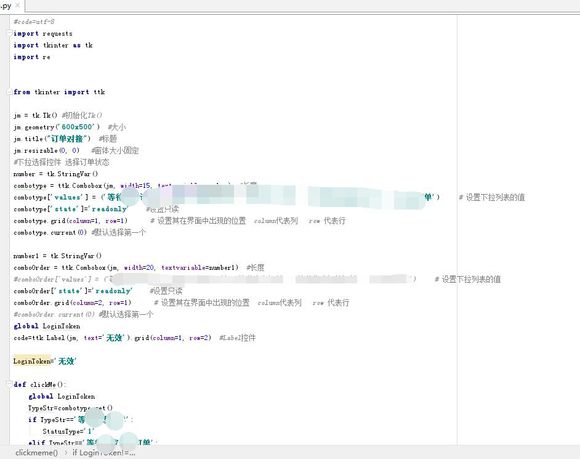 .py
#code=utf-8
import requests
import tkinter as tk
import re
from tkinter import ttk
jm = tk.Tk() #初始化Tk()
jm.geometry('600x500') #大小
jm.title("订单对接") #标题
jm.resizable(0, 0) #窗体大小固定
#下拉选择控件 选择订单状态
number = tk.StringVar()
combotype = ttk.Combobox(jm, width=15, #长度
combotype['values'] = ('等待 单') # 设置下拉列表的值
combotype['state']='readonly' #设置只读
combotype.grid(column=1, row=1) # 设置其在界面中出现的位置 column代表列 row 代表行
combotype.current(0) #默认选择第一个
number1 = tk.StringVar()
comboOrder = ttk.Combobox(jm, width=20, textvariable=number1) #长度
#comboOrder['values'] = ( ') # 设置下拉列表的值
comboOrder['state']='readonly' #设置只读
comboOrder.grid(column=2, row=1) # 设置其在界面中出现的位置 column代表列 row 代表行
#comboOrder.current(0) #默认选择第一个
global LoginToken
code=ttk.Label(jm, text='无效').grid(column=1, row=2) #Label控件
LoginToken='无效'
def clickMe():
global LoginToken
TypeStr=combotype.get()
if TypeStr=='等 ':
StatusType='1'
elif TypeStr=='等 订单':
clickmeme() › if LoginToken!=...